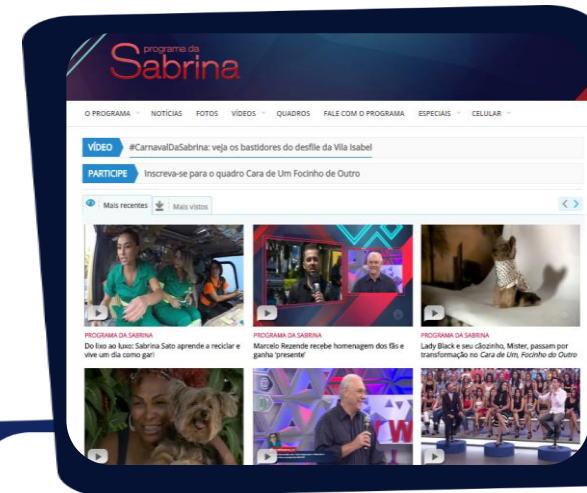 programa da
Sabrina
O PROGRAMA NOTÍCIAS FOTOS VÍDEOS QUADROS FALE COM O PROGRAMA ESPECIAIS CELULAR
VÍDEO #CarnavalDaSabrina: veja os bastidores do desfile da Vila Isabel
PARTICIPE Inscreva-se para o quadro Cara de Um Focinho de Outro
Mais recentes Mais vistos
PROGRAMA DA SABRINA
Do lixo ao luxo: Sabrina Sato aprende a reciclar e
vive um dia como gari
PROGRAMA DA SABRINA
Marcelo Rezende recebe homenagem dos fãs e
ganha 'presente'
PROGRAMA DA SABRINA
Lady Black e seu cãozinho, Mister, passam por
transformação no Cara de Um, Focinho do Outro